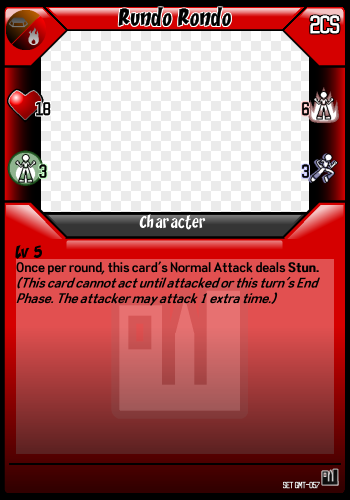 Rundo Rondo
2CS
18
6
3
3
Character
Lv 5
Once per round, this card's Normal Attack deals Stun.
(This card cannot act until attacked or this turn's End
Phase. The attacker may attack 1 extra time.)
SET GMT-057